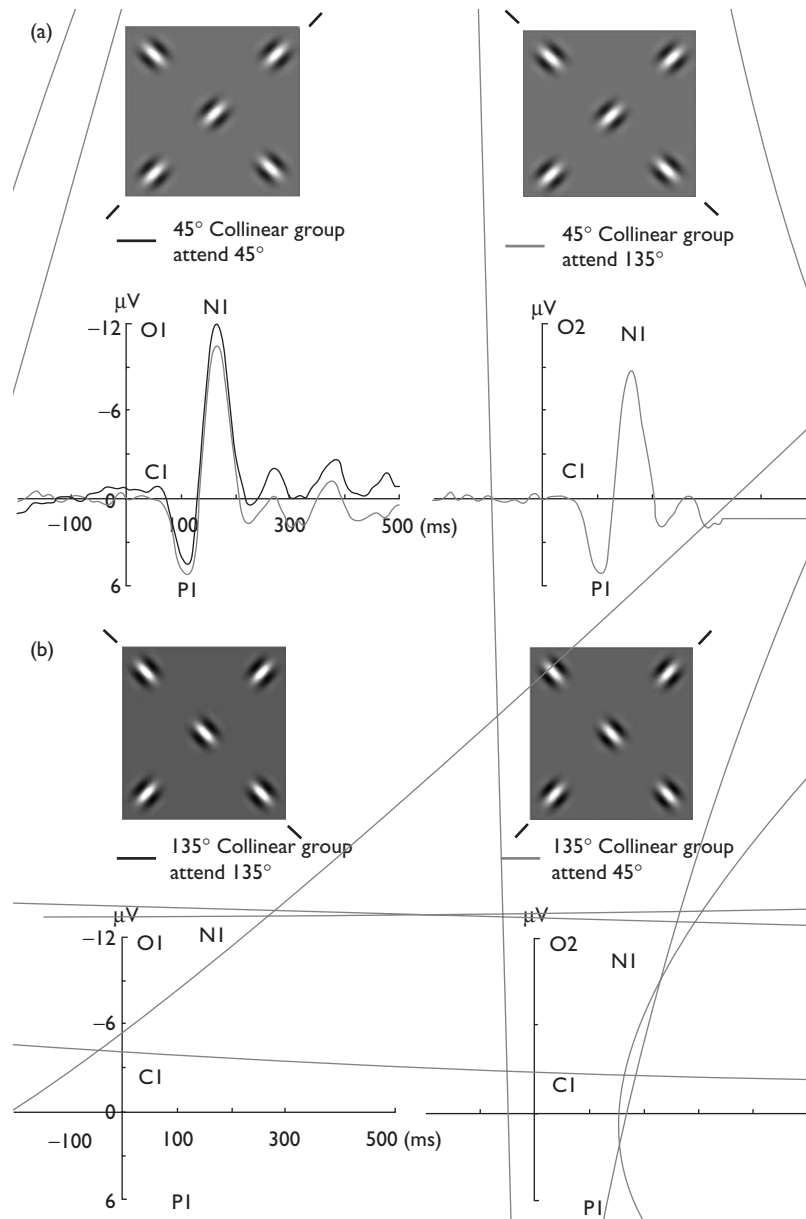 (a)
45° Collinear group
attend 45°
45° Collinear group
attend 135°
µV
−12
O1
N1
−6
C1
0
−100
100
300
500
(ms)
6
P1
µV
O2
N1
C1
P1
(b)
135° Collinear group
attend 135°
135° Collinear group
attend 45°
µV
−12
O1
N1
−6
C1
0
−100
100
300
500
(ms)
6
P1
µV
O2
N1
C1
P1